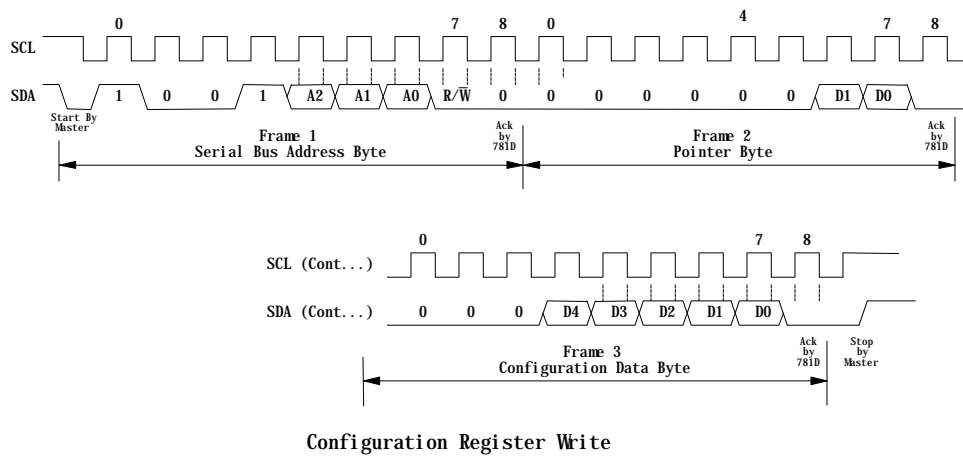 0 7 8 0 4 7 8
SCL
SDA 1 0 0 1 A2 A1 A0 R/W 0 0 0 0 0 0 0 D1 D0
Start By
Master
Frame 1
Serial Bus Address Byte
Ack
by
781D
Frame 2
Pointer Byte
Ack
by
781D
0 7 8
SCL (Cont...)
SDA (Cont...) 0 0 0 D4 D3 D2 D1 D0
Frame 3
Configuration Data Byte
Ack
by
781D
Stop
by
Master
Configuration Register Write